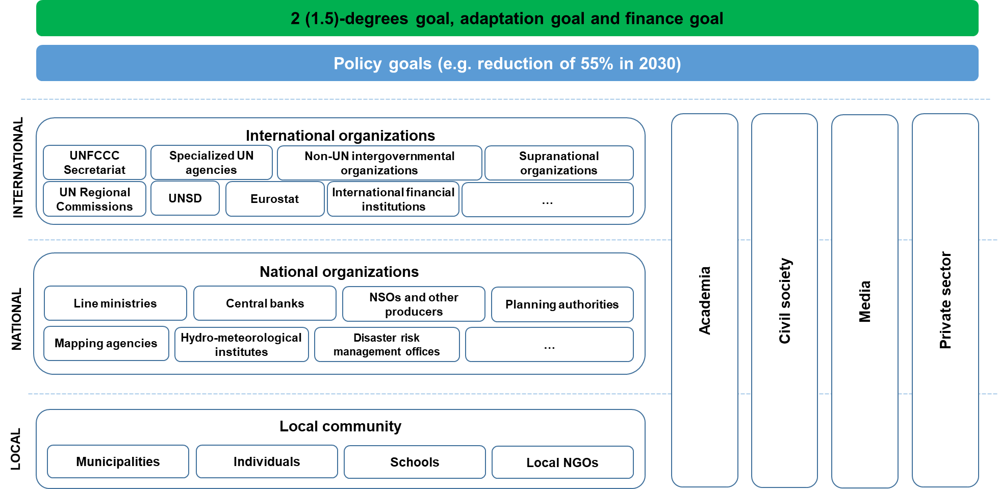 2 (1.5)-degrees goal, adaptation goal and finance goal
Policy goals (e.g. reduction of 55% in 2030)
INTERNATIONAL
International organizations
UNFCCC
Secretariat
Specialized UN
agencies
Non-UN intergovernmental
organizations
Supranational
organizations
UN Regional
Commissions
UNSD
Eurostat
International financial
institutions
...
NATIONAL
National organizations
Line ministries
Central banks
NSOs and other
producers
Planning authorities
Mapping agencies
Hydro-meteorological
institutes
Disaster risk
management offices
...
LOCAL
Local community
Municipalities
Individuals
Schools
Local NGOs
Academia
Civil society
Media
Private sector